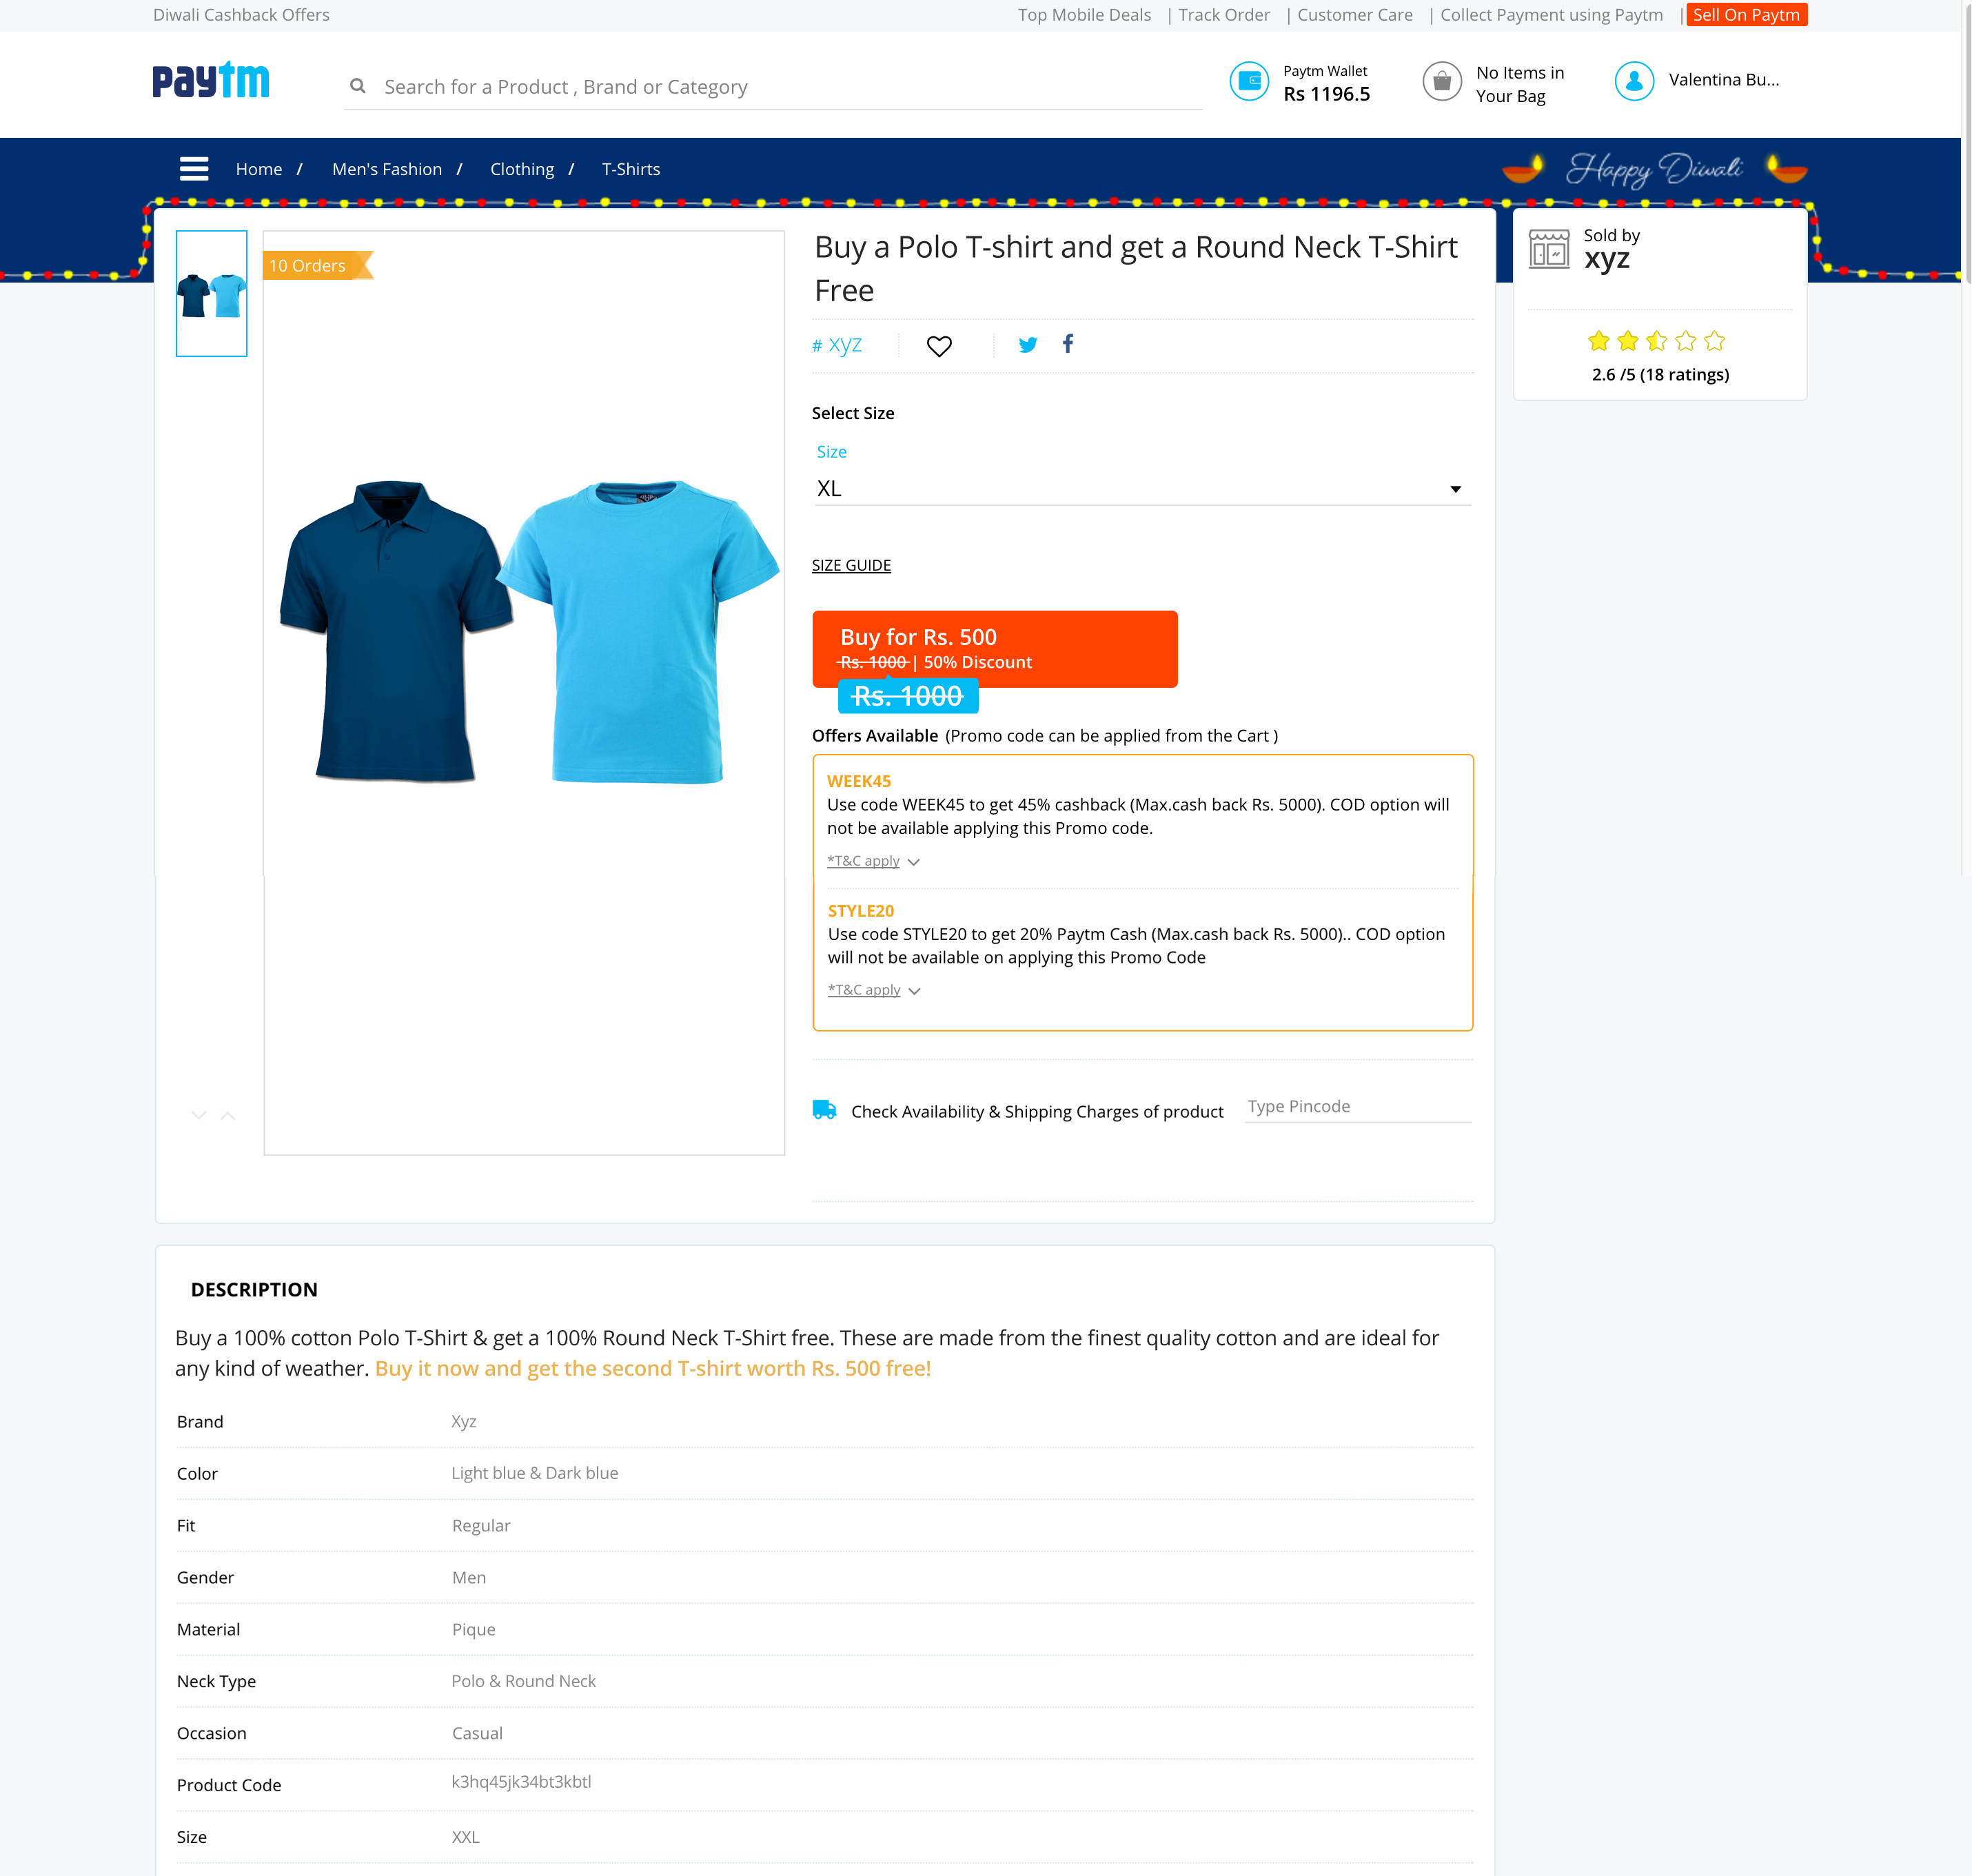 Diwali Cashback Offers
Top Mobile Deals | Track Order | Customer Care | Collect Payment using Paytm | Sell On Paytm
paytm
Search for a Product , Brand or Category
Paytm Wallet
Rs 1196.5
No Items in
Your Bag
Valentina Bu...
Home / Men's Fashion / Clothing / T-Shirts
Happy Diwali
10 Orders
Buy a Polo T-shirt and get a Round Neck T-Shirt
Free
# XYZ
Select Size
Size
XL
SIZE GUIDE
Buy for Rs. 500
Rs. 1000 | 50% Discount
Rs. 1000
Offers Available (Promo code can be applied from the Cart )
WEEK45
Use code WEEK45 to get 45% cashback (Max.cash back Rs. 5000). COD option will
not be available applying this Promo code.
*T&C apply
STYLE20
Use code STYLE20 to get 20% Paytm Cash (Max.cash back Rs. 5000).. COD option
will not be available on applying this Promo Code
*T&C apply
Check Availability & Shipping Charges of product
Type Pincode
Sold by
xyz
2.6 /5 (18 ratings)
DESCRIPTION
Buy a 100% cotton Polo T-Shirt & get a 100% Round Neck T-Shirt free. These are made from the finest quality cotton and are ideal for
any kind of weather. Buy it now and get the second T-shirt worth Rs. 500 free!
Brand Xyz
Color Light blue & Dark blue
Fit Regular
Gender Men
Material Pique
Neck Type Polo & Round Neck
Occasion Casual
Product Code k3hq45jk34bt3kbtl
Size XXL